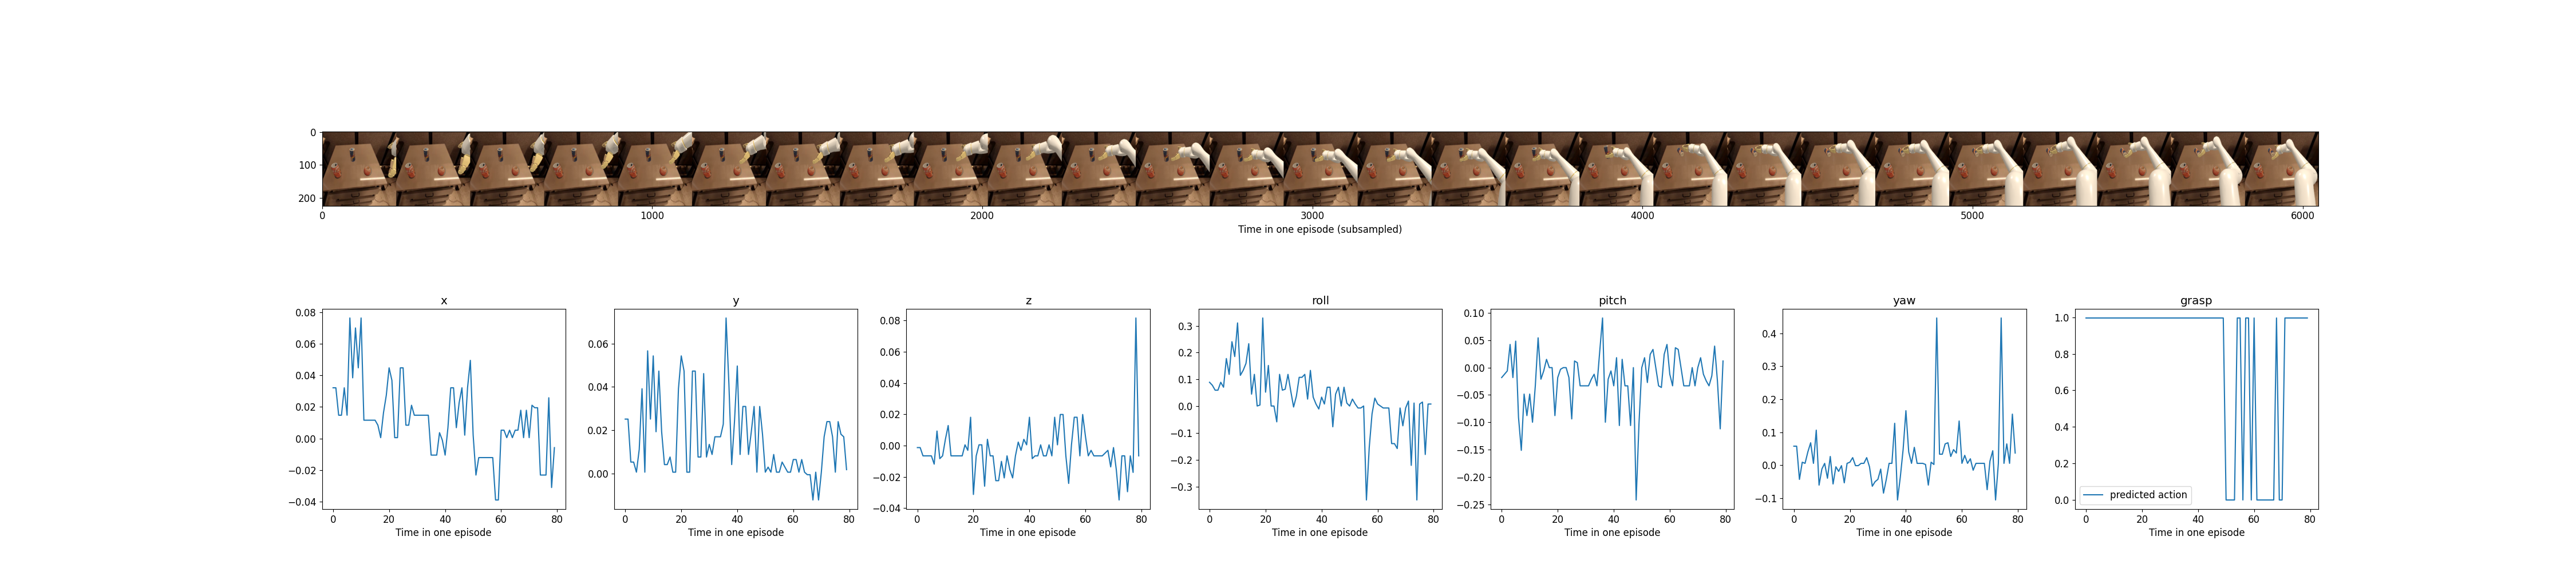 0
100
200
0 1000 2000 3000 4000 5000 6000
Time in one episode (subsampled)
x
0.08
0.06
0.04
0.02
0.00
−0.02
−0.04
0 20 40 60 80
Time in one episode
y
0.06
0.04
0.02
0.00
0 20 40 60 80
Time in one episode
z
0.08
0.06
0.04
0.02
0.00
−0.02
−0.04
0 20 40 60 80
Time in one episode
roll
0.3
0.2
0.1
0.0
−0.1
−0.2
−0.3
0 20 40 60 80
Time in one episode
pitch
0.10
0.05
0.00
−0.05
−0.10
−0.15
−0.20
−0.25
0 20 40 60 80
Time in one episode
yaw
0.4
0.3
0.2
0.1
0.0
−0.1
0 20 40 60 80
Time in one episode
grasp
1.0
0.8
0.6
0.4
0.2
0.0
predicted action
0 20 40 60 80
Time in one episode